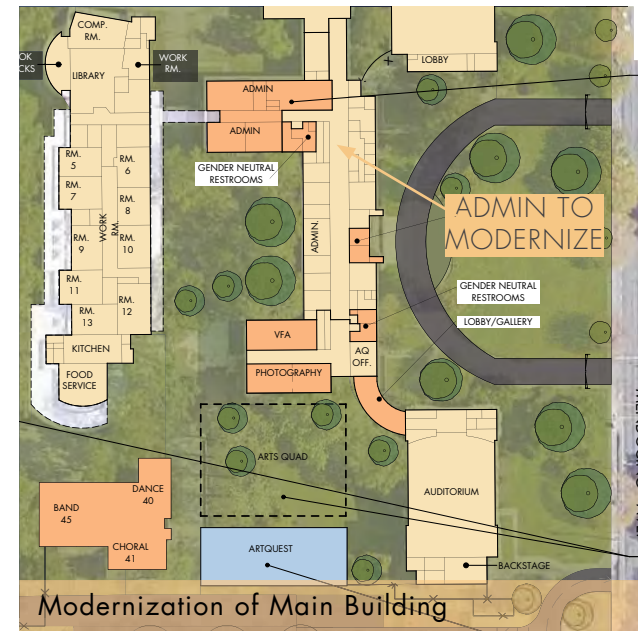 COMP.
RM.
OK
CKS
WORK
RM.
LIBRARY
LOBBY
ADMIN
ADMIN
GENDER NEUTRAL
RESTROOMS
RM.
5
RM.
6
RM.
7
RM.
8
WORK
RM.
RM.
9
RM.
10
RM.
11
RM.
12
RM.
13
KITCHEN
FOOD
SERVICE
ADMIN.
ADMIN TO
MODERNIZE
GENDER NEUTRAL
RESTROOMS
LOBBY/GALLERY
VFA
AQ
OFF.
PHOTOGRAPHY
ARTS QUAD
AUDITORIUM
DANCE
40
BAND
45
CHORAL
41
ARTQUEST
BACKSTAGE
Modernization of Main Building